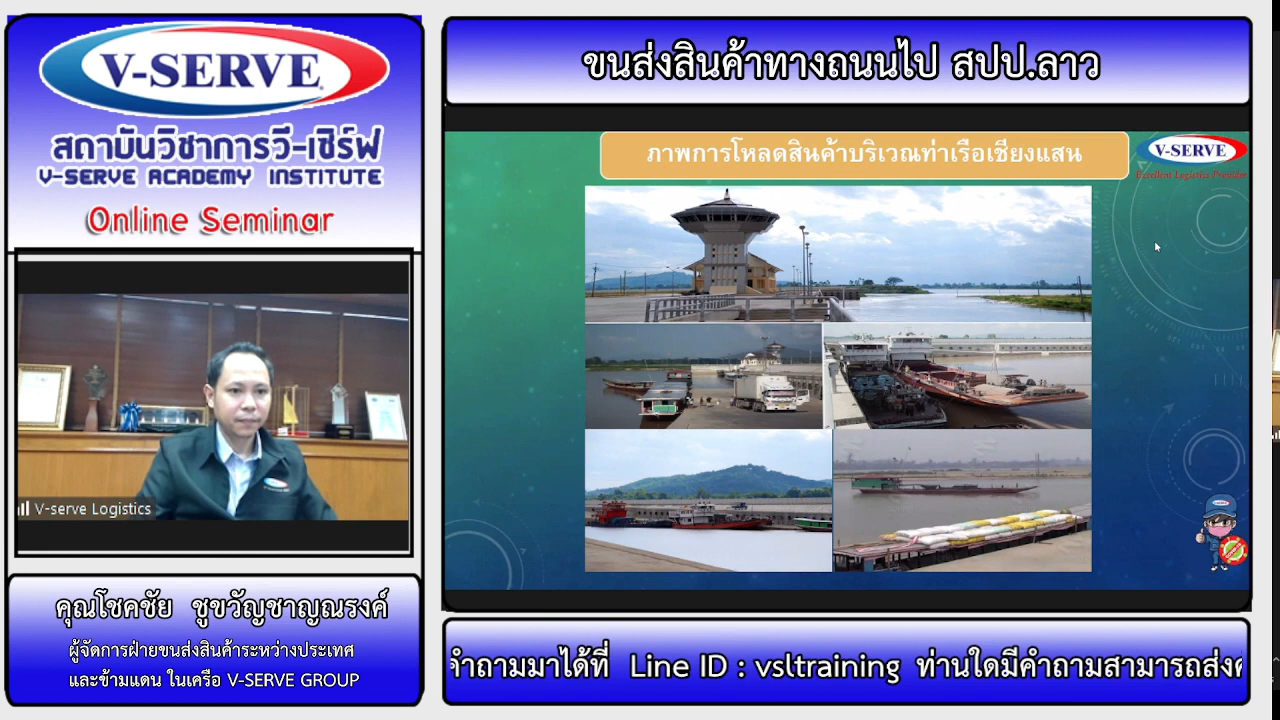 V-SERVE
สถาบันวิชาการวี-เซิร์ฟ
V-SERVE ACADEMY INSTITUTE
Online Seminar
V-serve Logistics
คุณโชคชัย ชูขวัญชาญณรงค์
ผู้จัดการฝ่ายขนส่งสินค้าระหว่างประเทศ
และข้ามแดน ในเครือ V-SERVE GROUP
ขนส่งสินค้าทางถนนไป สปป.ลาว
ภาพการโหลดสินค้าบริเวณท่าเรือเชียงแสน
V-SERVE
Excellent Logistics Provider
คำถามมาได้ที่ Line ID : vsltraining ท่านใดมีคำถามสามารถส่งค